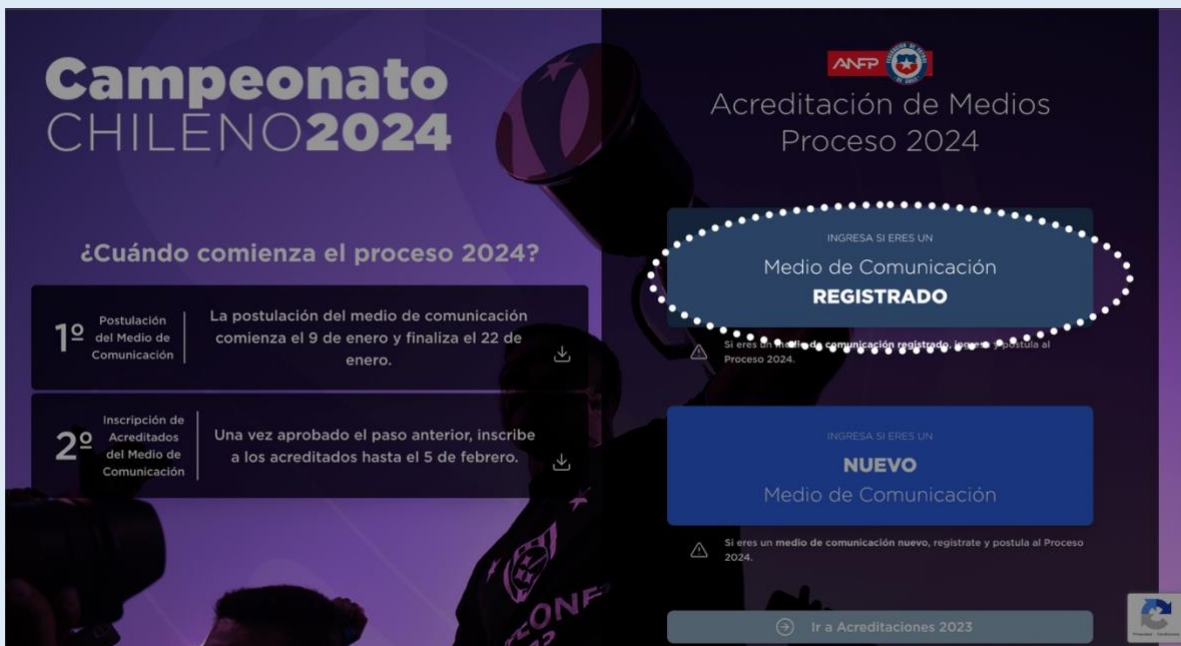 Campeonato
CHILENO2024
¿Cuándo comienza el proceso 2024?
1º
Postulación
del Medio de
Comunicación
La postulación del medio de comunicación
comienza el 9 de enero y finaliza el 22 de
enero.
2º
Inscripción de
Acreditados
del Medio de
Comunicación
Una vez aprobado el paso anterior, inscribe
a los acreditados hasta el 5 de febrero.
ANFP
Acreditación de Medios
Proceso 2024
INGRESA SI ERES UN
Medio de Comunicación
REGISTRADO
Si eres un medio de comunicación registrado, ingresa y postula al
Proceso 2024.
INGRESA SI ERES UN
NUEVO
Medio de Comunicación
Si eres un medio de comunicación nuevo, registrate y postula al Proceso
2024.
Ir a Acreditaciones 2023